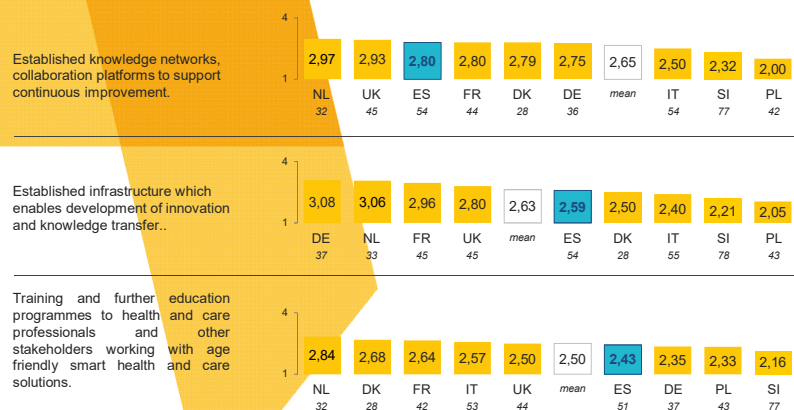 Established knowledge networks,
collaboration platforms to support
continuous improvement.
4
1
2,97 2,93 2,80 2,80 2,79 2,75 2,65 2,50 2,32 2,00
NL UK ES FR DK DE mean IT SI PL
32 45 54 44 28 36 54 77 42
Established infrastructure which
enables development of innovation
and knowledge transfer..
4
1
3,08 3,06 2,96 2,80 2,63 2,59 2,50 2,40 2,21 2,05
DE NL FR UK mean ES DK IT SI PL
37 33 45 45 54 28 55 78 43
Training and further education
programmes to health and care
professionals and other
stakeholders working with age
friendly smart health and care
solutions.
4
1
2,84 2,68 2,64 2,57 2,50 2,50 2,43 2,35 2,33 2,16
NL DK FR IT UK mean ES DE PL SI
32 28 42 53 44 51 37 43 77